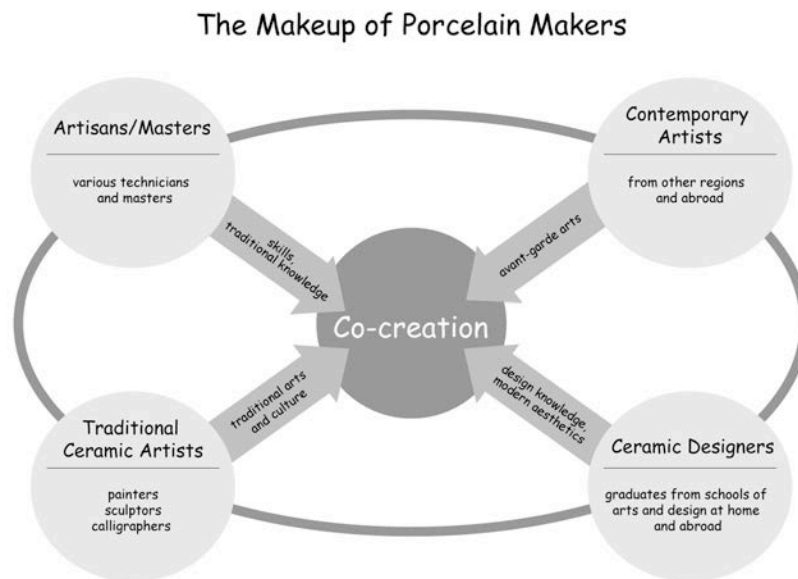 The Makeup of Porcelain Makers
Artisans/Masters
various technicians
and masters
Contemporary
Artists
from other regions
and abroad
skills,
traditional knowledge
avant-garde arts
Co-creation
traditional arts
and culture
design knowledge,
modern aesthetics
Traditional
Ceramic Artists
painters
sculptors
calligraphers
Ceramic Designers
graduates from schools of
arts and design at home
and abroad